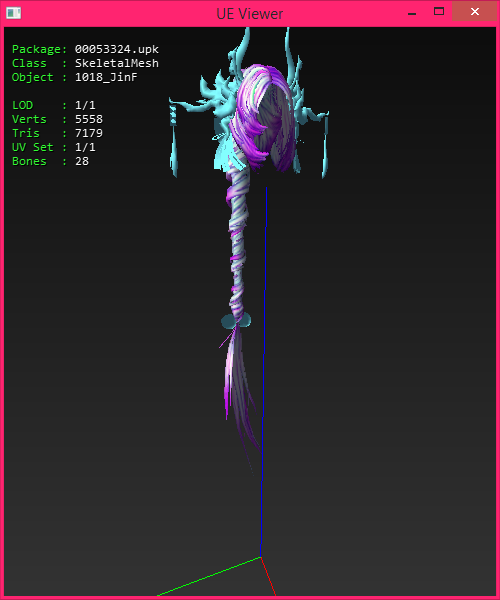 UE Viewer
Package: 00053324.upk
Class  : SkeletalMesh
Object : 1018_JinF
LOD    : 1/1
Verts  : 5558
Tris   : 7179
UV Set : 1/1
Bones  : 28